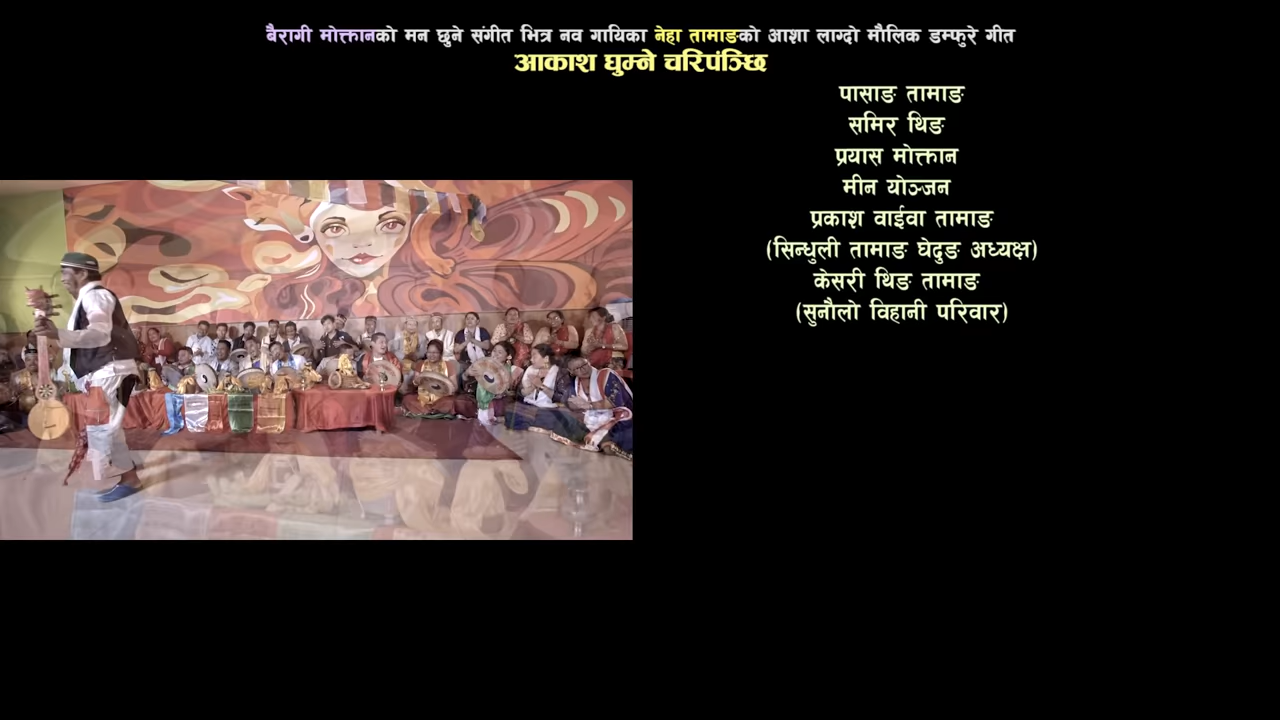 बैरागी मोक्तानको मन छुने संगीत भित्र नव गायिका नेहा तामाङको आशा लाग्दो मौलिक डम्फुरे गीत
आकाश घुम्ने चरिपंञ्छि
पासाङ तामाङ
समिर थिङ
प्रयास मोक्तान
मीन योञ्जन
प्रकाश वाईवा तामाङ
(सिन्धुली तामाङ घेदुङ अध्यक्ष)
केसरी थिङ तामाङ
(सुनौलो विहानी परिवार)